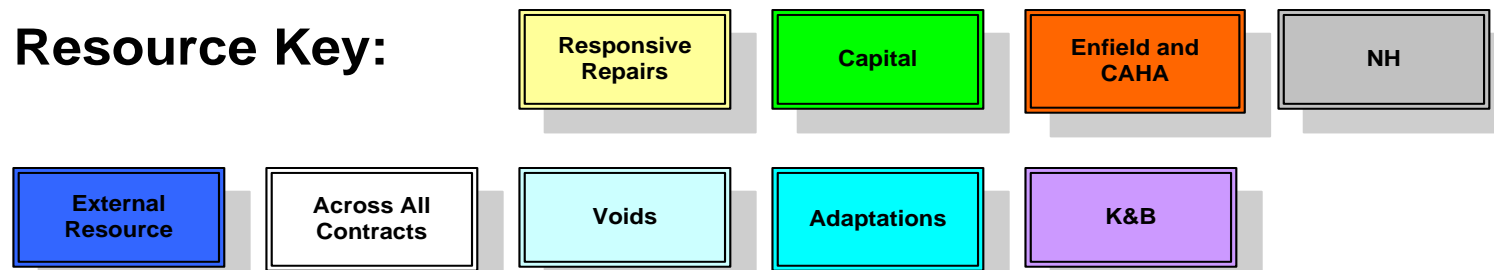 Resource Key:
Responsive
Repairs
Capital
Enfield and
CAHA
NH
External
Resource
Across All
Contracts
Voids
Adaptations
K&B